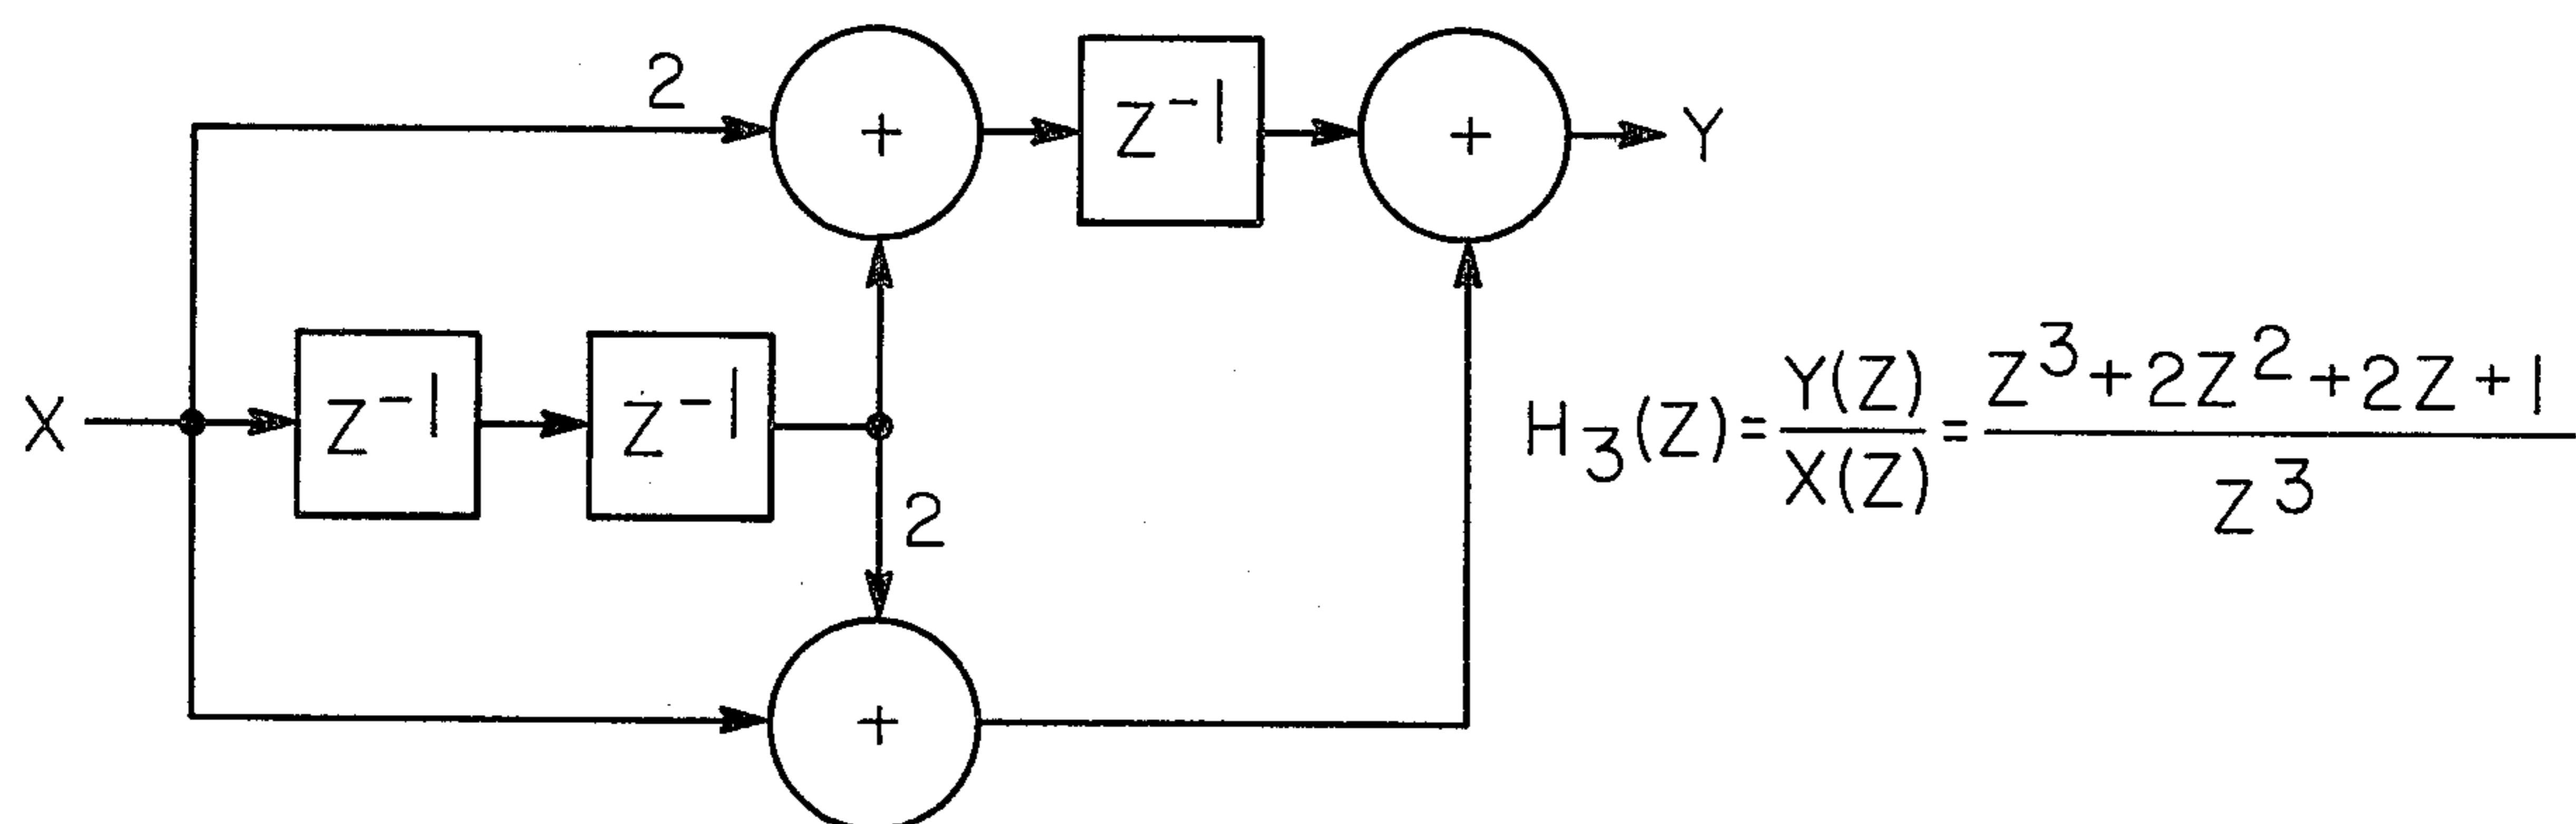 2
+
Z⁻¹
+
Y
X
Z⁻¹
Z⁻¹
2
+
H₃(Z)=Y(Z)/X(Z)=Z³+2Z²+2Z+1/Z³